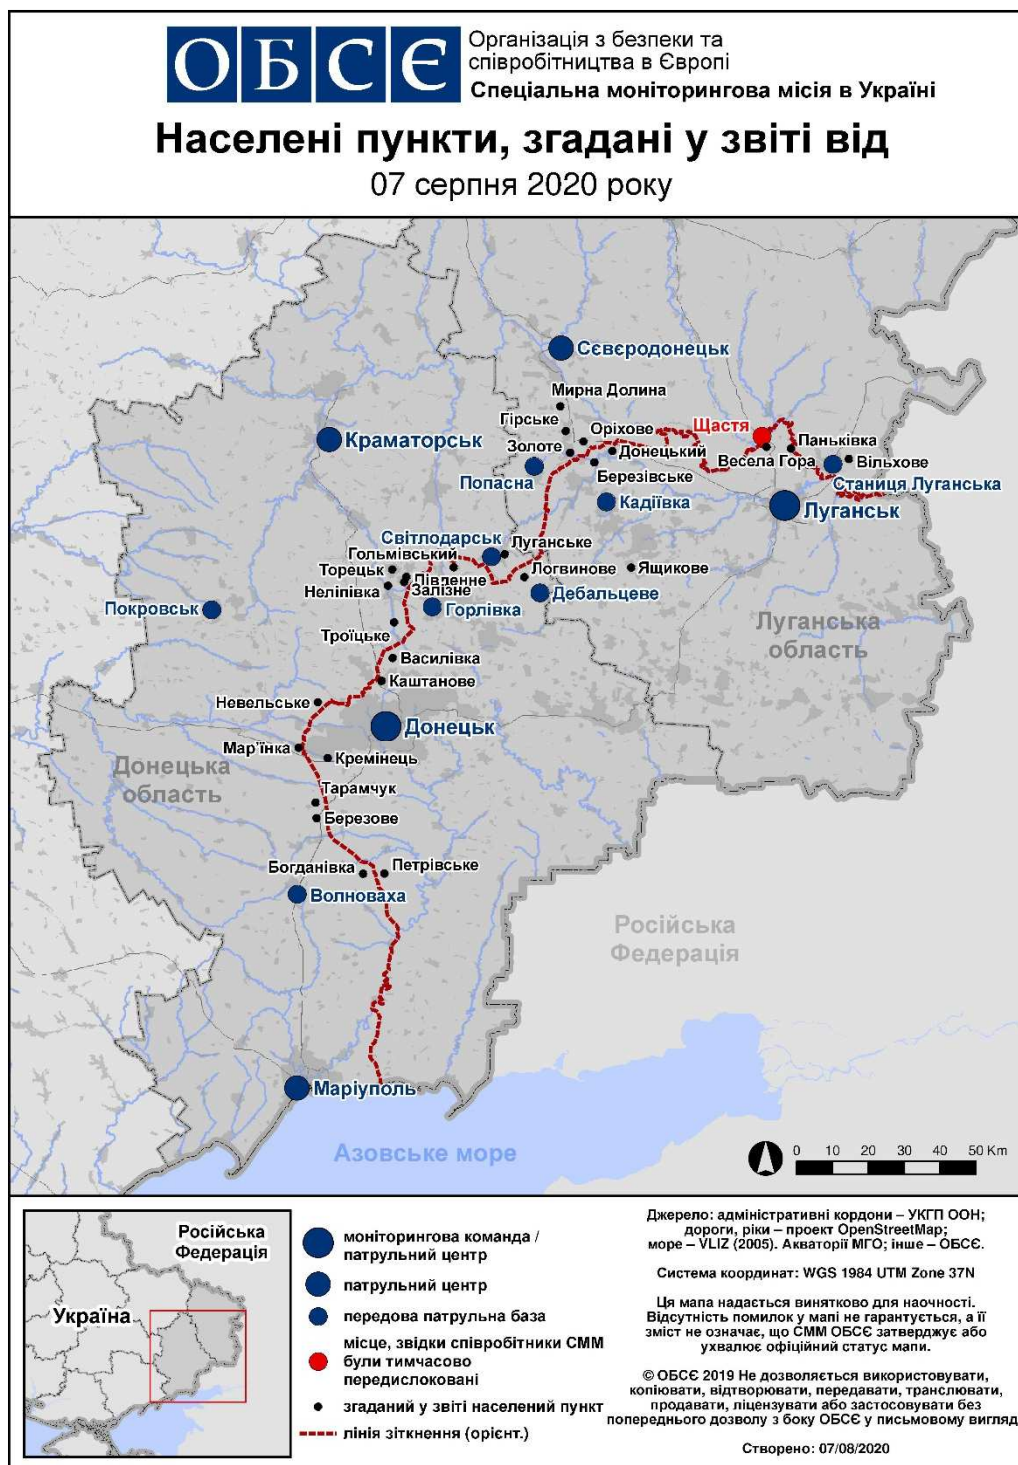 ОБСЄ
Організація з безпеки та
співробітництва в Європі
Спеціальна моніторингова місія в Україні
Населені пункти, згадані у звіті від
07 серпня 2020 року
Сєвєродонецьк
Мирна Долина
Гірське
Оріхове
Щастя
Паньківка
Краматорськ
Золоте
Донецький
Весела Гора
Вільхове
Попасна
Березівське
Станиця Луганська
Кадіївка
Луганськ
Світлодарськ
Луганське
Гольмівський
Торецьк
Південне
Логвинове
Ящикове
Неліпівка
Залізне
Дебальцеве
Покровськ
Горлівка
Троїцьке
Луганська
область
Василівка
Каштанове
Невельське
Донецьк
Мар'їнка
Кремінець
Донецька
область
Тарамчук
Березове
Богданівка
Петрівське
Волноваха
Російська
Федерація
Маріуполь
Азовське море
0 10 20 30 40 50 Km
Російська
Федерація
Україна
моніторингова команда /
патрульний центр
патрульний центр
передова патрульна база
місце, звідки співробітники СММ
були тимчасово
передислоковані
згаданий у звіті населений пункт
лінія зіткнення (орієнт.)
Джерело: адміністративні кордони – УКГП ООН;
дороги, ріки – проект OpenStreetMap;
море – VLIZ (2005). Акваторії МГО; інше – ОБСЄ.
Система координат: WGS 1984 UTM Zone 37N
Ця мапа надається винятково для наочності.
Відсутність помилок у мапі не гарантується, а її
зміст не означає, що СММ ОБСЄ затверджує або
ухвалює офіційний статус мапи.
© ОБСЄ 2019 Не дозволяється використовувати,
копіювати, відтворювати, передавати, транслювати,
продавати, ліцензувати або застосовувати без
попереднього дозволу з боку ОБСЄ у письмовому вигляд
Створено: 07/08/2020